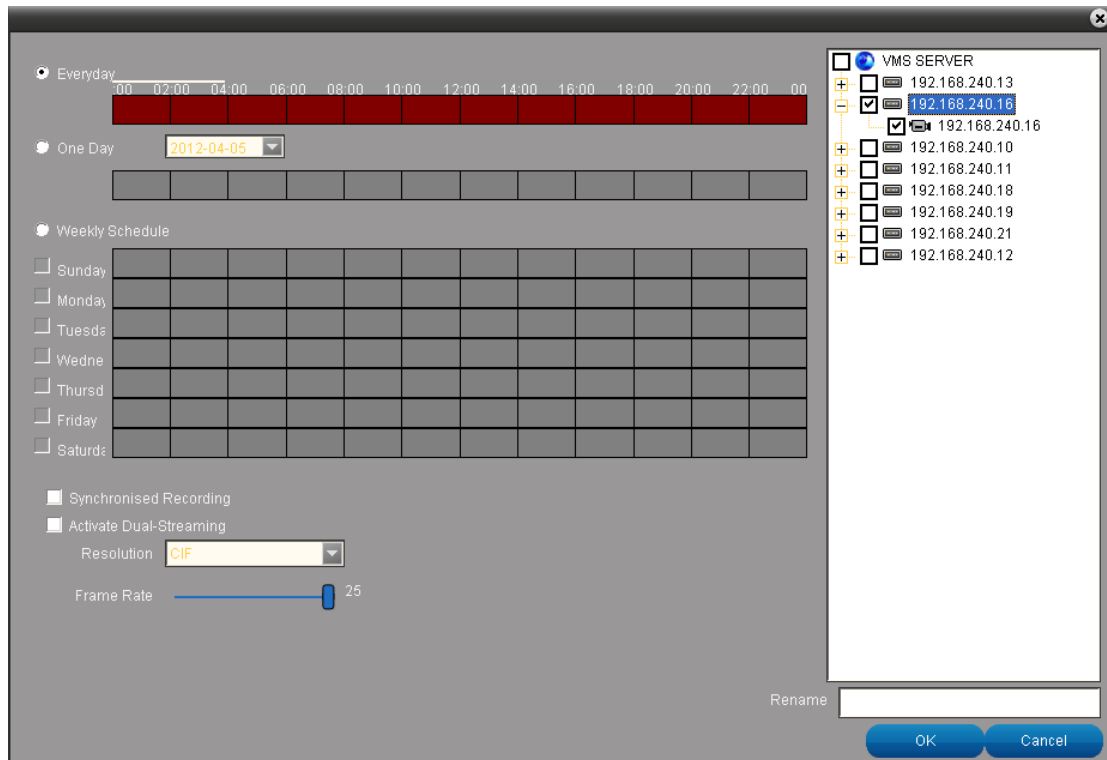 Everyday
:00 02:00 04:00 06:00 08:00 10:00 12:00 14:00 16:00 18:00 20:00 22:00 00
One Day 2012-04-05
Weekly Schedule
Sunday
Monday
Tuesda
Wedne
Thursd
Friday
Saturda
Synchronised Recording
Activate Dual-Streaming
Resolution CIF
Frame Rate 25
VMS SERVER
192.168.240.13
192.168.240.16
192.168.240.16
192.168.240.10
192.168.240.11
192.168.240.18
192.168.240.19
192.168.240.21
192.168.240.12
Rename
OK Cancel